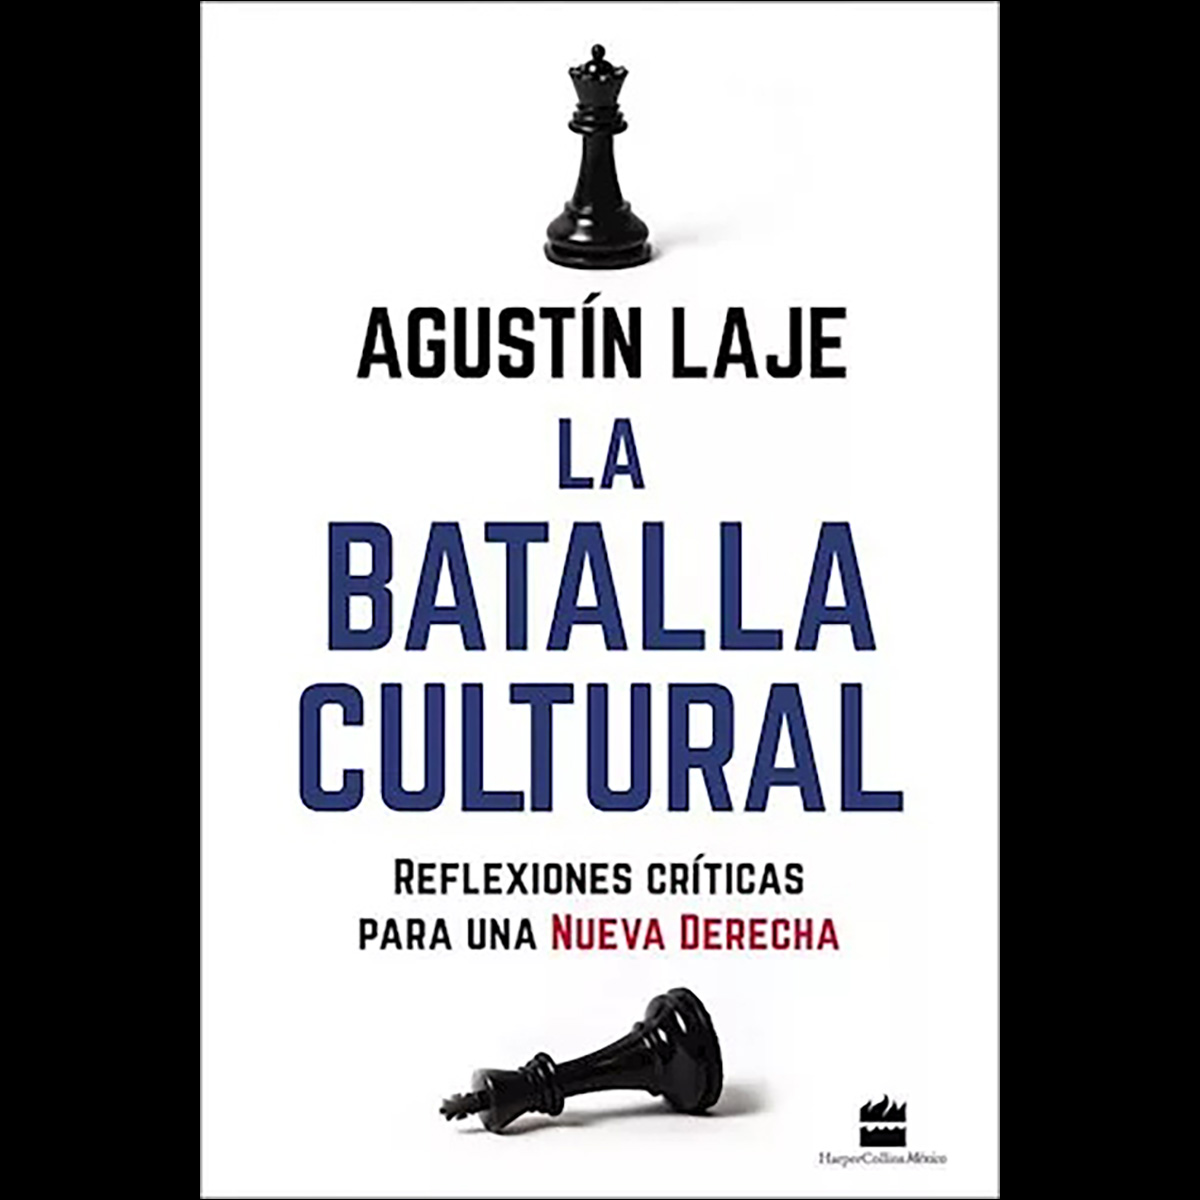 AGUSTÍN LAJE
LA
BATALLA
CULTURAL
REFLEXIONES CRÍTICAS
PARA UNA NUEVA DERECHA
HarperCollins México